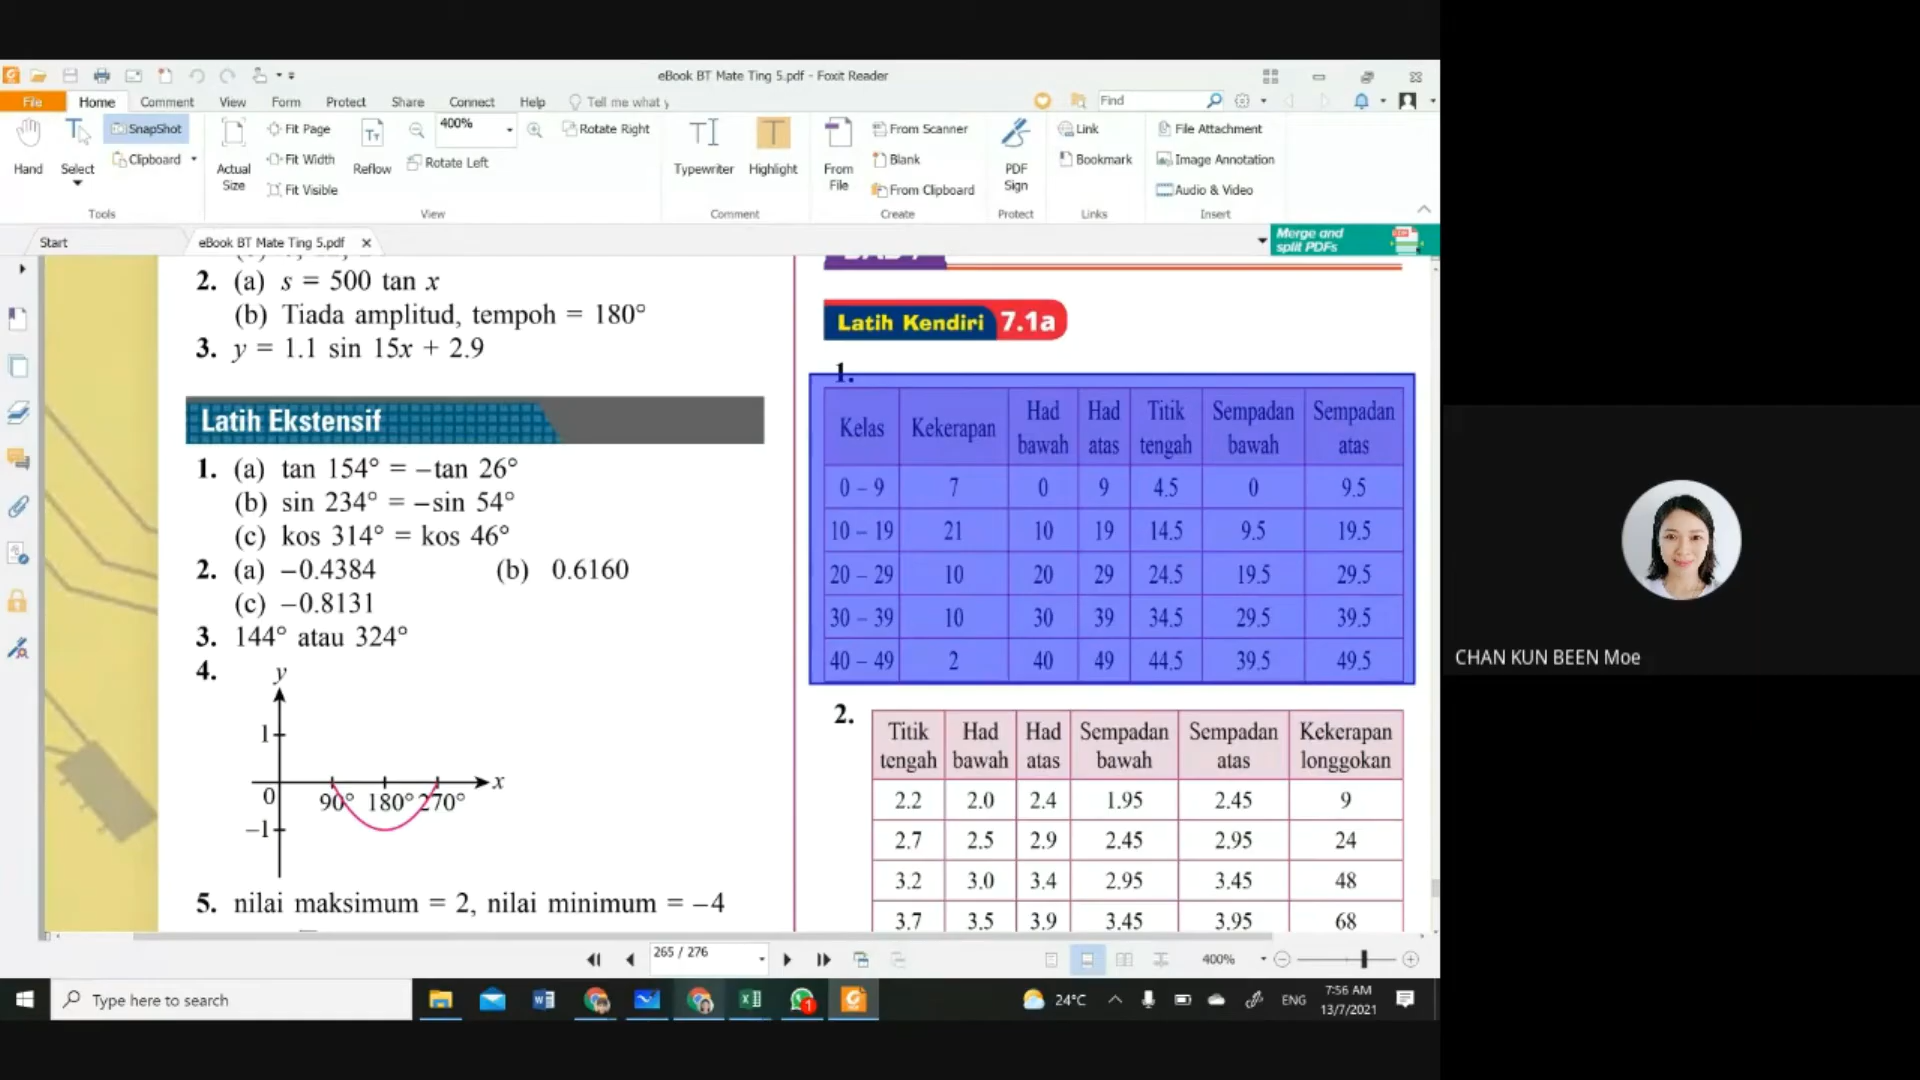 eBook BT Mate Ting 5.pdf - Foxit Reader
File Home Comment View Form Protect Share Connect Help Tell me what y Find
Hand
Select
SnapShot
Clipboard
Tools
Actual Size
Fit Page
Fit Width
Fit Visible
Reflow
400%
Rotate Left
Rotate Right
View
Typewriter
Highlight
Comment
From File
From Scanner
Blank
From Clipboard
Create
PDF Sign
Protect
Link
Bookmark
Links
File Attachment
Image Annotation
Audio & Video
Insert
Start
eBook BT Mate Ting 5.pdf
Merge and split PDFs
2. (a) s = 500 tan x
(b) Tiada amplitud, tempoh = 180°
3. y = 1.1 sin 15x + 2.9
Latih Ekstensif
1. (a) tan 154° = –tan 26°
(b) sin 234° = –sin 54°
(c) kos 314° = kos 46°
2. (a) –0.4384 (b) 0.6160
(c) –0.8131
3. 144° atau 324°
4.
y
1
0 90° 180° 270° x
–1
5. nilai maksimum = 2, nilai minimum = –4
Latih Kendiri 7.1a
1.
Kelas Kekerapan Had bawah Had atas Titik tengah Sempadan bawah Sempadan atas
0 – 9 7 0 9 4.5 0 9.5
10 – 19 21 10 19 14.5 9.5 19.5
20 – 29 10 20 29 24.5 19.5 29.5
30 – 39 10 30 39 34.5 29.5 39.5
40 – 49 2 40 49 44.5 39.5 49.5
2.
Titik tengah Had bawah Had atas Sempadan bawah Sempadan atas Kekerapan longgokan
2.2 2.0 2.4 1.95 2.45 9
2.7 2.5 2.9 2.45 2.95 24
3.2 3.0 3.4 2.95 3.45 48
3.7 3.5 3.9 3.45 3.95 68
265 / 276
400%
Type here to search
24°C
ENG
7:56 AM
13/7/2021
CHAN KUN BEEN Moe